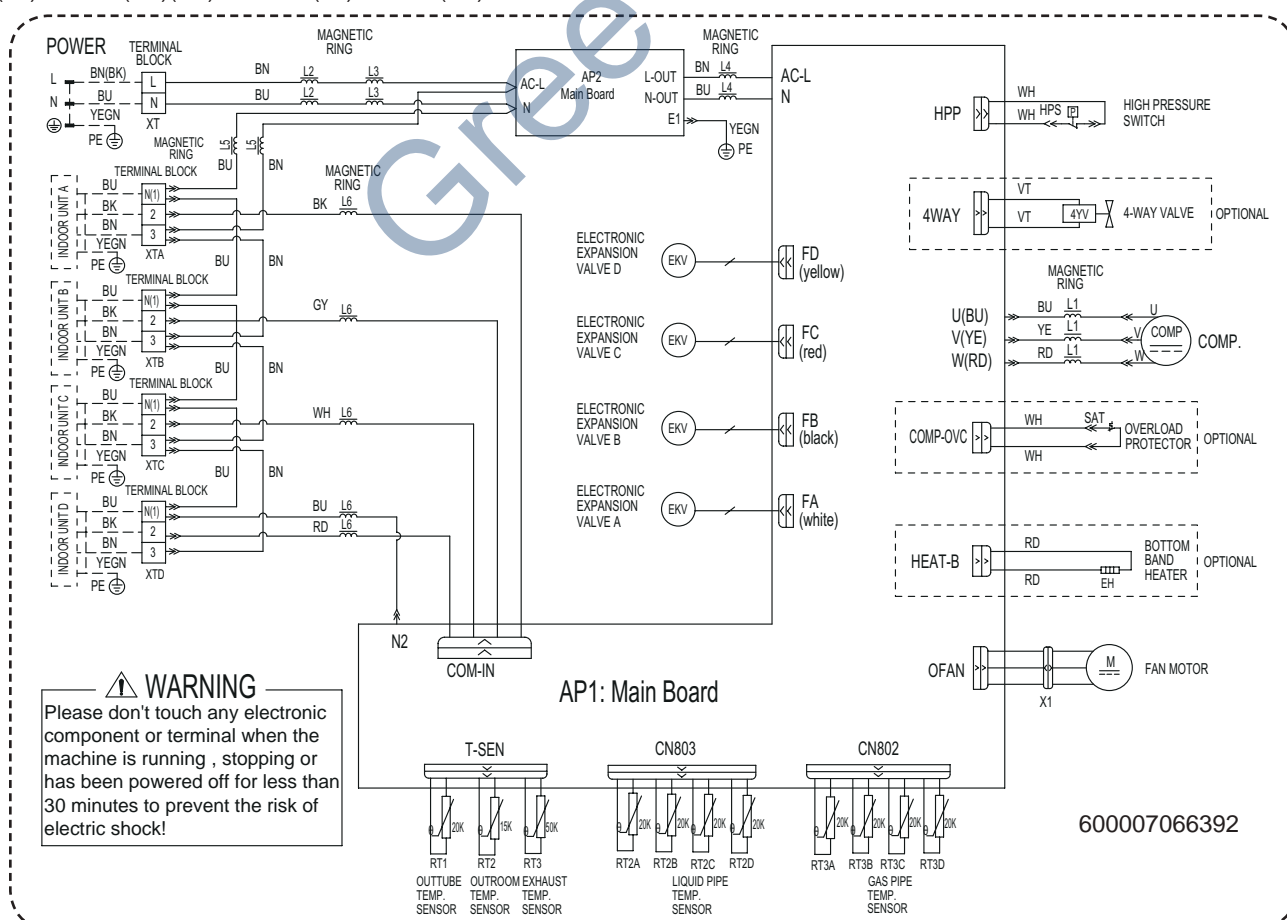 POWER
TERMINAL
BLOCK
MAGNETIC
RING
MAGNETIC
RING
L
BN(BK)
L
BN
L2
L3
AC-L
AP2
Main Board
L-OUT
BN
L4
AC-L
N
BU
N
BU
L2
L3
N
N-OUT
BU
L4
N
YEGN
PE
XT
E1
YEGN
PE
MAGNETIC
RING
L5
L5
BU
BN
TERMINAL BLOCK
INDOOR UNIT A
BU
N(1)
BK
2
BN
3
YEGN
PE
XTA
MAGNETIC
RING
BK
L6
BU
BN
TERMINAL BLOCK
INDOOR UNIT B
BU
N(1)
BK
2
BN
3
YEGN
PE
XTB
GY
L6
BU
BN
TERMINAL BLOCK
INDOOR UNIT C
BU
N(1)
BK
2
BN
3
YEGN
PE
XTC
WH
L6
BU
BN
TERMINAL BLOCK
INDOOR UNIT D
BU
N(1)
BK
2
BN
3
YEGN
PE
XTD
BU
L6
RD
L6
N2
COM-IN
Gree
ELECTRONIC
EXPANSION
VALVE D
EKV
FD
(yellow)
ELECTRONIC
EXPANSION
VALVE C
EKV
FC
(red)
ELECTRONIC
EXPANSION
VALVE B
EKV
FB
(black)
ELECTRONIC
EXPANSION
VALVE A
EKV
FA
(white)
HPP
WH
WH
HPS
P
HIGH PRESSURE
SWITCH
4WAY
VT
VT
4YV
4-WAY VALVE
OPTIONAL
MAGNETIC
RING
U(BU)
BU
L1
U
V(YE)
YE
L1
V
W(RD)
RD
L1
W
COMP
COMP.
COMP-OVC
WH
SAT
WH
OVERLOAD
PROTECTOR
OPTIONAL
HEAT-B
RD
RD
EH
BOTTOM
BAND
HEATER
OPTIONAL
OFAN
X1
M
FAN MOTOR
AP1: Main Board
WARNING
Please don't touch any electronic
component or terminal when the
machine is running , stopping or
has been powered off for less than
30 minutes to prevent the risk of
electric shock!
T-SEN
CN803
CN802
θ
20K
θ
15K
θ
50K
θ
20K
θ
20K
θ
20K
θ
20K
θ
20K
θ
20K
θ
20K
θ
20K
RT1
RT2
RT3
RT2A
RT2B
RT2C
RT2D
RT3A
RT3B
RT3C
RT3D
OUTTUBE
TEMP.
SENSOR
OUTROOM
TEMP.
SENSOR
EXHAUST
TEMP.
SENSOR
LIQUID PIPE
TEMP.
SENSOR
GAS PIPE
TEMP.
SENSOR
600007066392